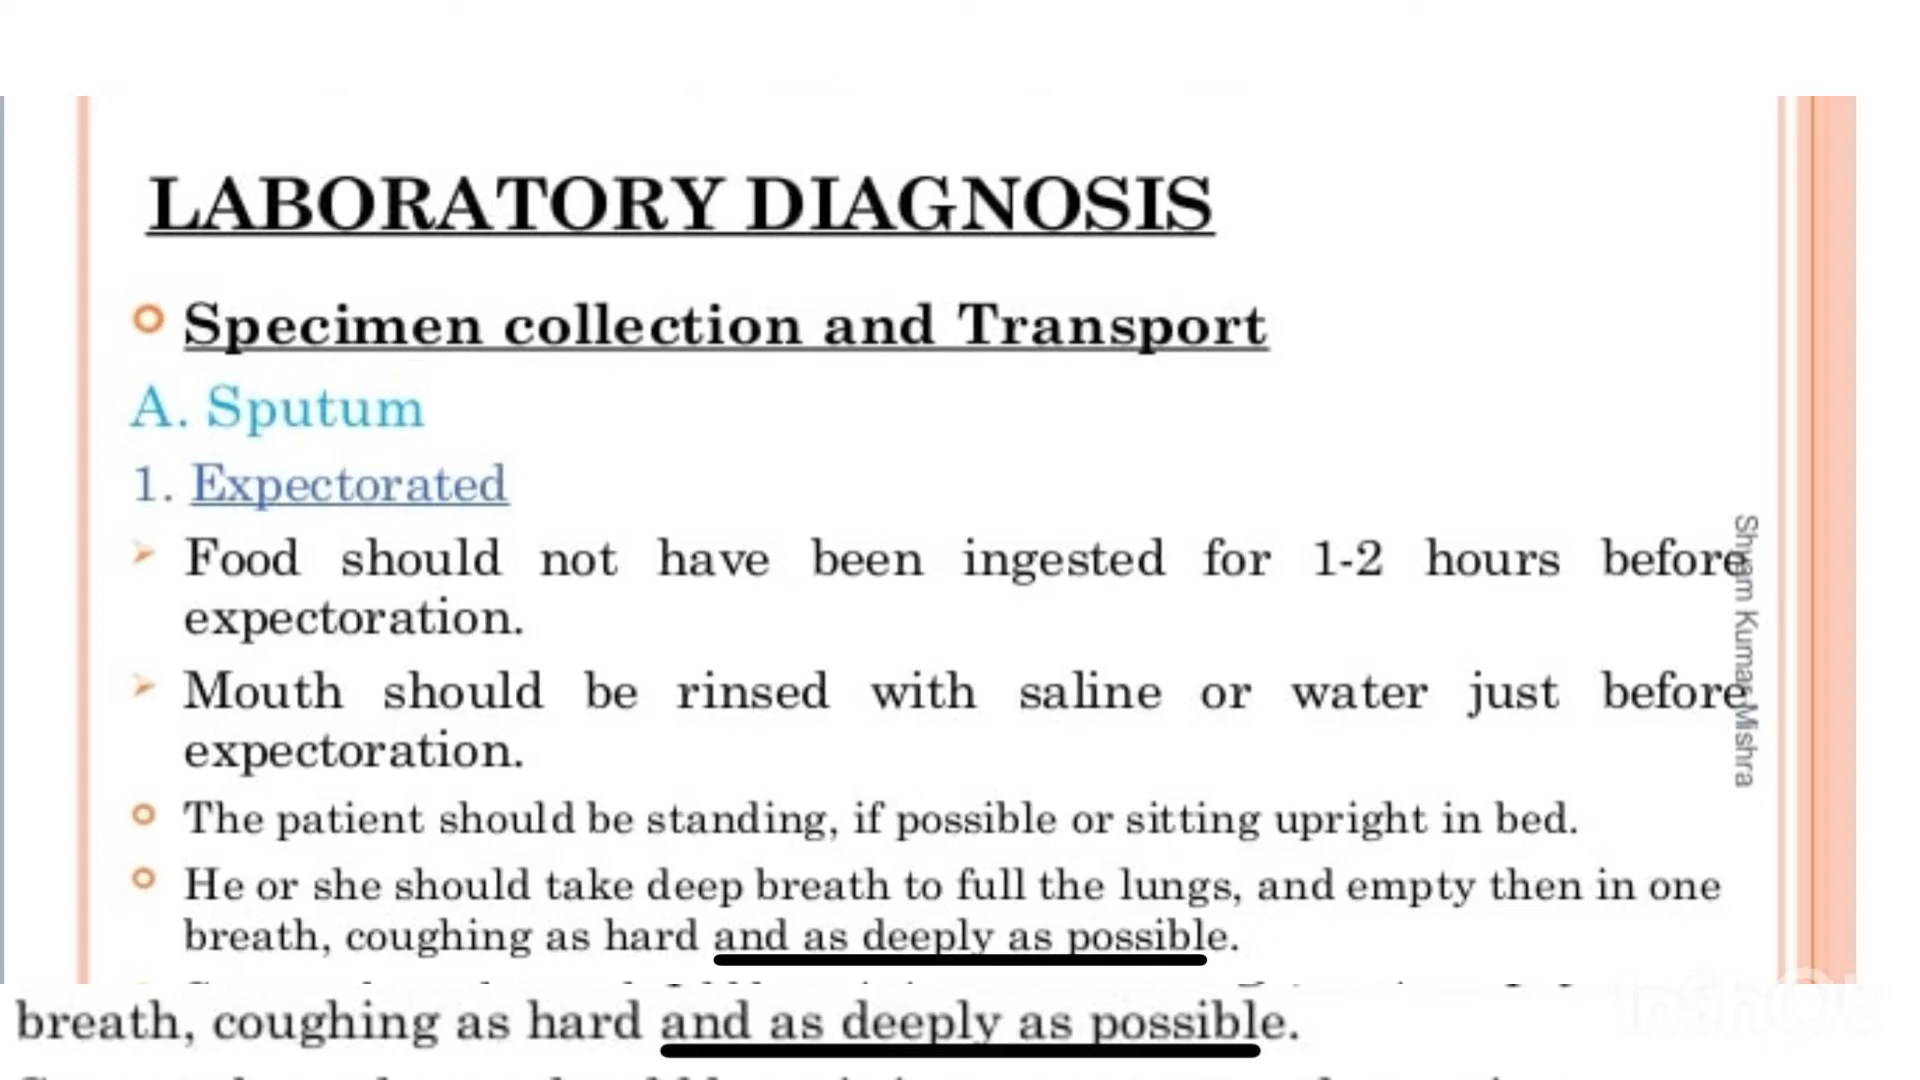 LABORATORY DIAGNOSIS
Specimen collection and Transport
A. Sputum
1. Expectorated
Food should not have been ingested for 1-2 hours before
expectoration.
Mouth should be rinsed with saline or water just before
expectoration.
The patient should be standing, if possible or sitting upright in bed.
He or she should take deep breath to full the lungs, and empty then in one
breath, coughing as hard and as deeply as possible.
Shyam Kumar Mishra
breath, coughing as hard and as deeply as possible.
InShOt